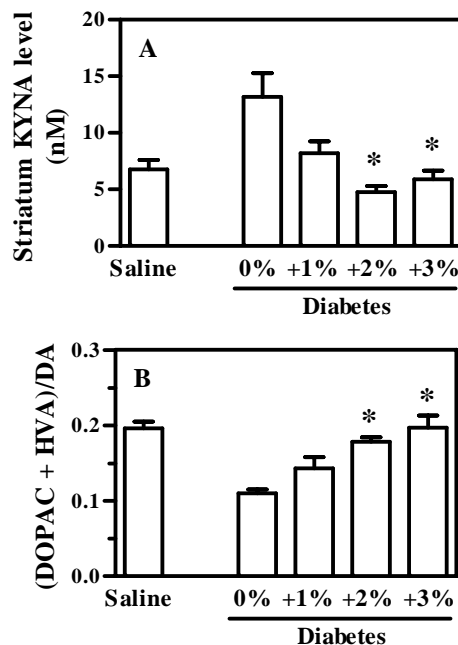 20
15
10
5
0
Striatum KYNA level
(nM)
A
*
*
Saline
0%
+1%
+2%
+3%
Diabetes
0.3
0.2
0.1
0.0
(DOPAC + HVA)/DA
B
*
*
Saline
0%
+1%
+2%
+3%
Diabetes